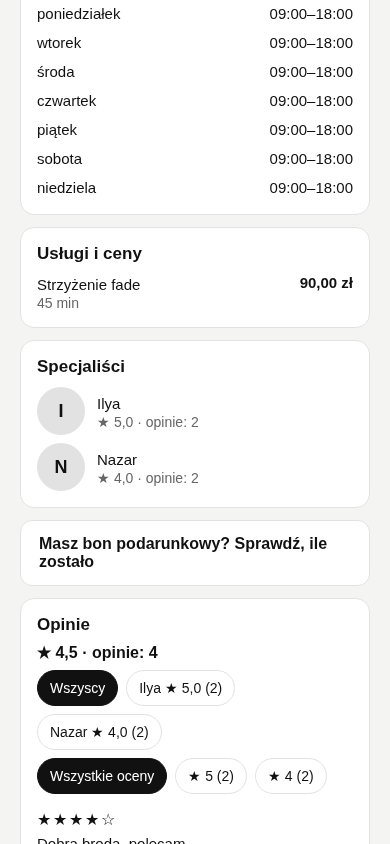 poniedziałek 09:00–18:00
wtorek 09:00–18:00
środa 09:00–18:00
czwartek 09:00–18:00
piątek 09:00–18:00
sobota 09:00–18:00
niedziela 09:00–18:00
Usługi i ceny
Strzyżenie fade 90,00 zł
45 min
Specjaliści
I
Ilya
★ 5,0 · opinie: 2
N
Nazar
★ 4,0 · opinie: 2
Masz bon podarunkowy? Sprawdź, ile
zostało
Opinie
★ 4,5 · opinie: 4
Wszyscy Ilya ★ 5,0 (2)
Nazar ★ 4,0 (2)
Wszystkie oceny ★ 5 (2) ★ 4 (2)
★★★★☆
Dobra broda, polecam